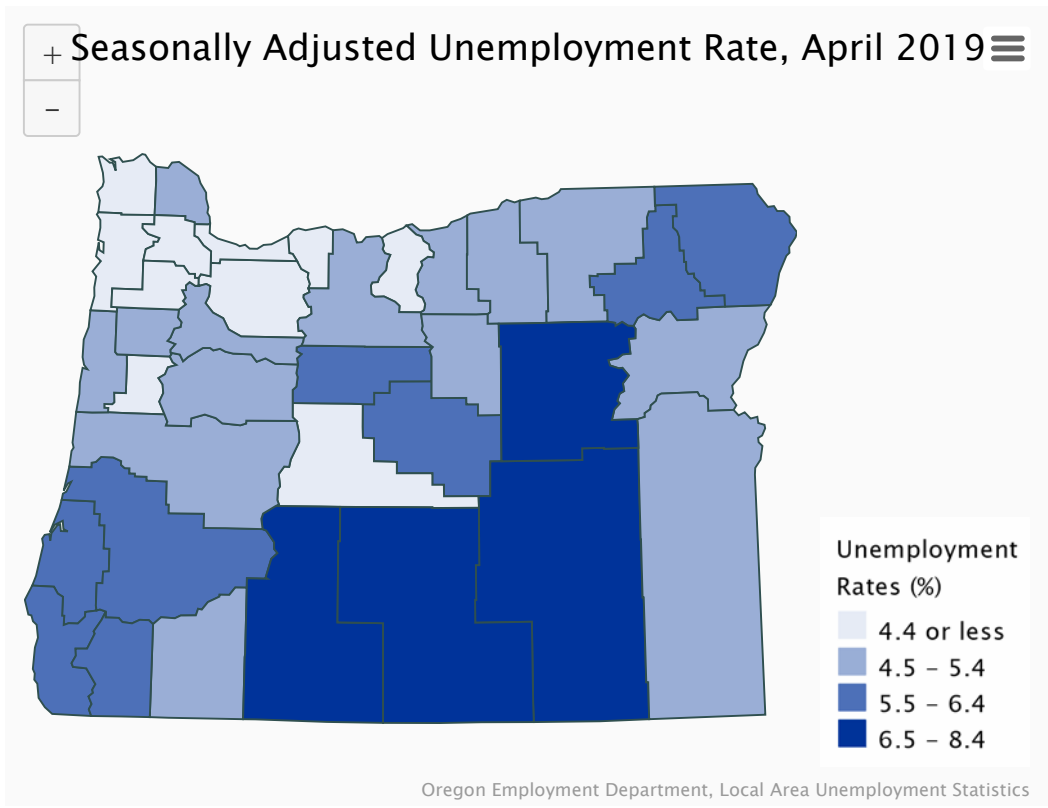 Seasonally Adjusted Unemployment Rate, April 2019
+
−
Unemployment
Rates (%)
4.4 or less
4.5 − 5.4
5.5 − 6.4
6.5 − 8.4
Oregon Employment Department, Local Area Unemployment Statistics